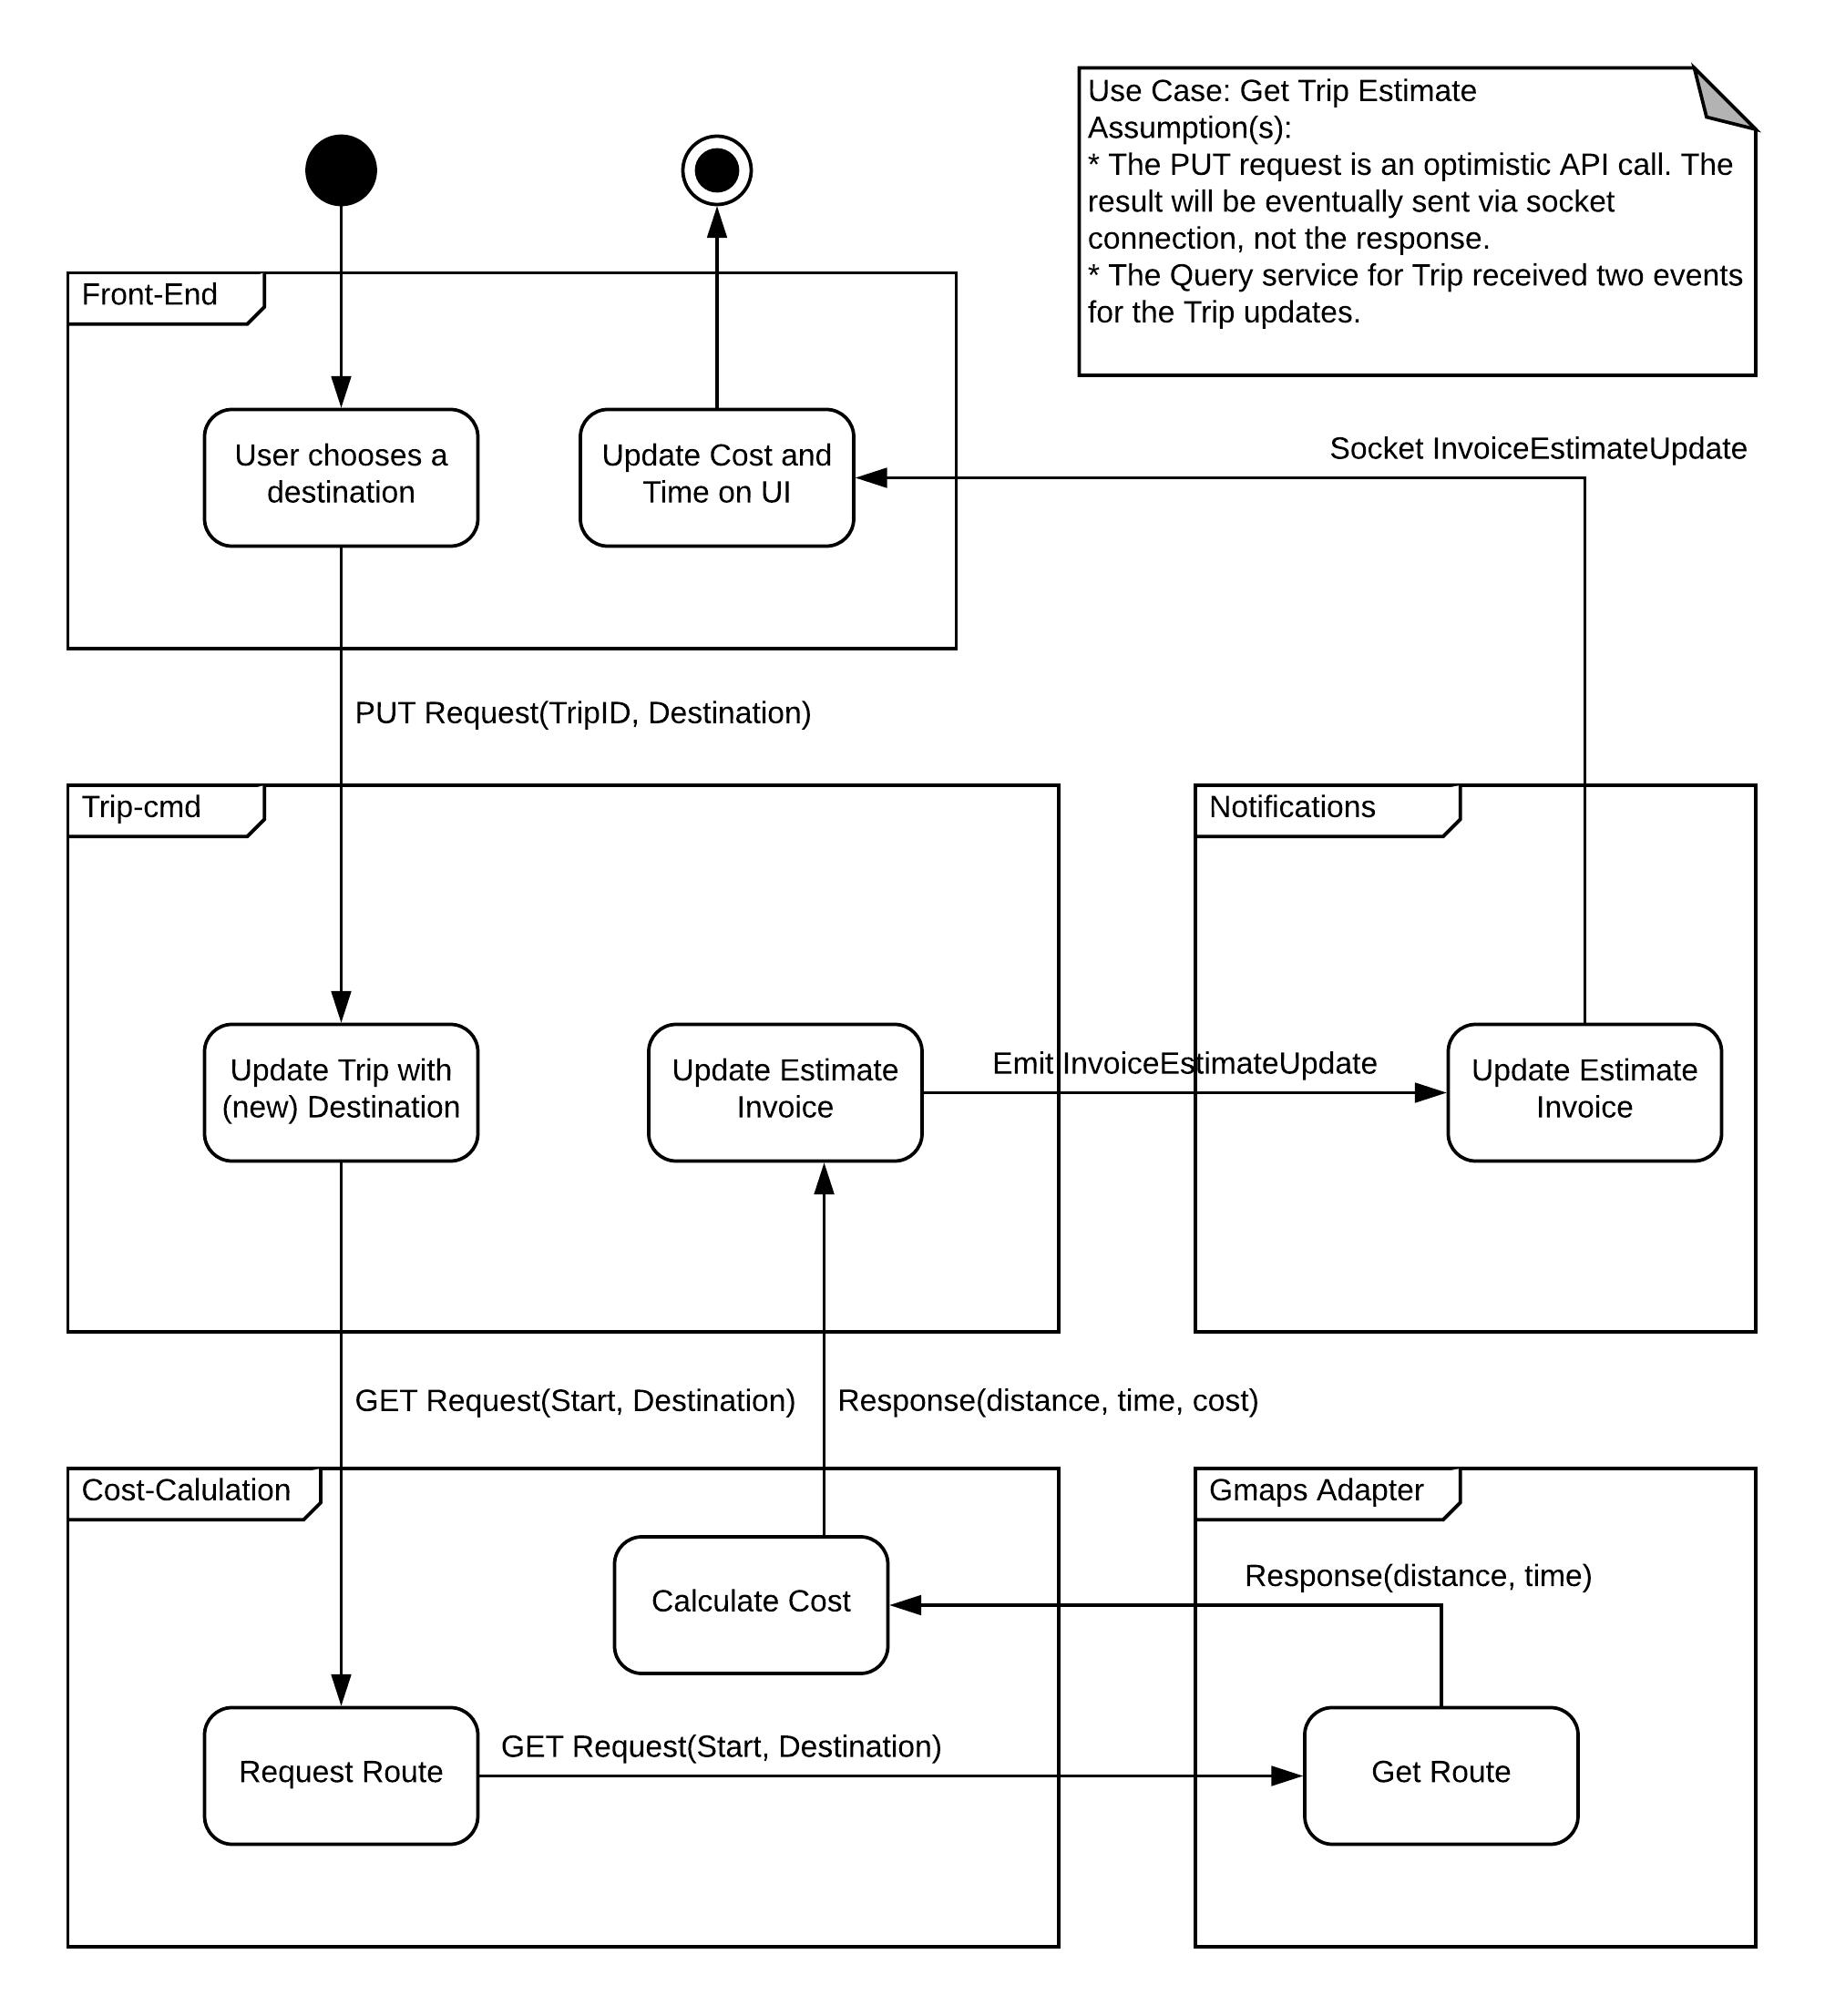 Use Case: Get Trip Estimate
Assumption(s):
* The PUT request is an optimistic API call. The
result will be eventually sent via socket
connection, not the response.
* The Query service for Trip received two events
for the Trip updates.
Front-End
User chooses a
destination
Update Cost and
Time on UI
Socket InvoiceEstimateUpdate
PUT Request(TripID, Destination)
Trip-cmd
Notifications
Update Trip with
(new) Destination
Update Estimate
Invoice
Emit InvoiceEstimateUpdate
Update Estimate
Invoice
GET Request(Start, Destination)
Response(distance, time, cost)
Cost-Calulation
Gmaps Adapter
Calculate Cost
Response(distance, time)
Request Route
GET Request(Start, Destination)
Get Route